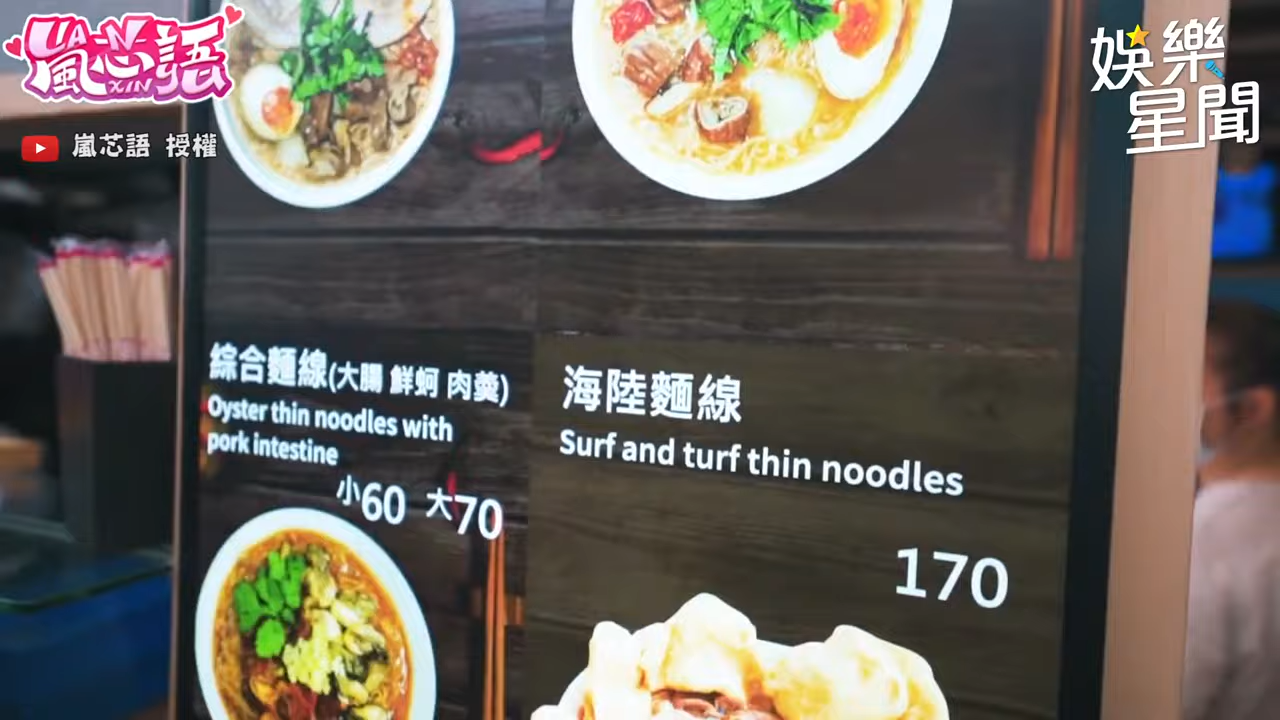 LAN
嵐芯語
XIN
嵐芯語 授權
娛樂
星聞
綜合麵線(大腸 鮮蚵 肉羹)
Oyster thin noodles with
pork intestine
小60 大70
海陸麵線
Surf and turf thin noodles
170